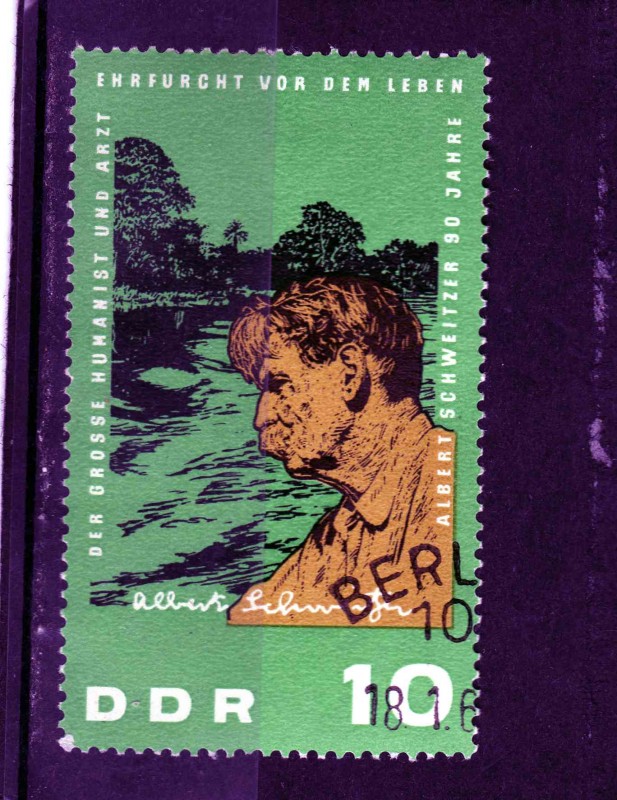 EHRFURCHT VOR DEM LEBEN
DER GROSSE HUMANIST UND ARZT
ALBERT SCHWEITZER 90 JAHRE
Albert Schweitzer
BERL
10
18.1.6
DDR
10